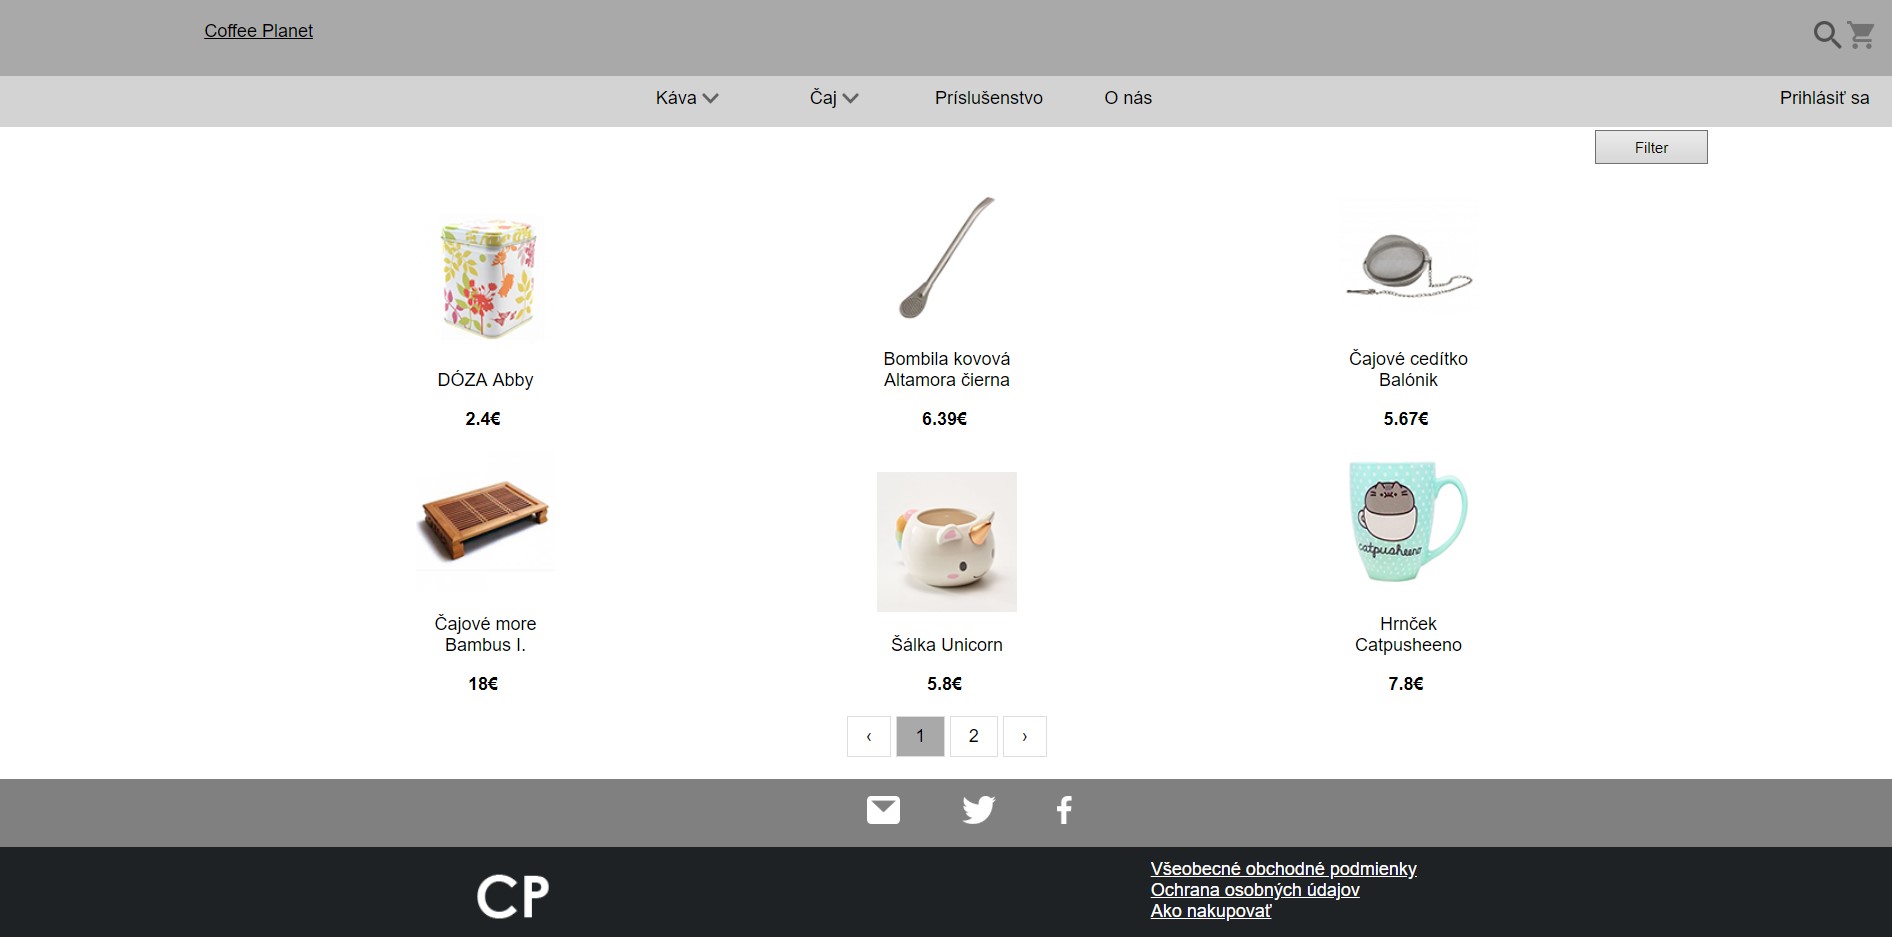 Coffee Planet
Káva
Čaj
Príslušenstvo
O nás
Prihlásiť sa
Filter
DÓZA Abby
2.4€
Bombila kovová
Altamora čierna
6.39€
Čajové cedítko
Balónik
5.67€
Čajové more
Bambus I.
18€
Šálka Unicorn
5.8€
catpusheeno
Hrnček
Catpusheeno
7.8€
‹ 1 2 ›
CP
Všeobecné obchodné podmienky
Ochrana osobných údajov
Ako nakupovať